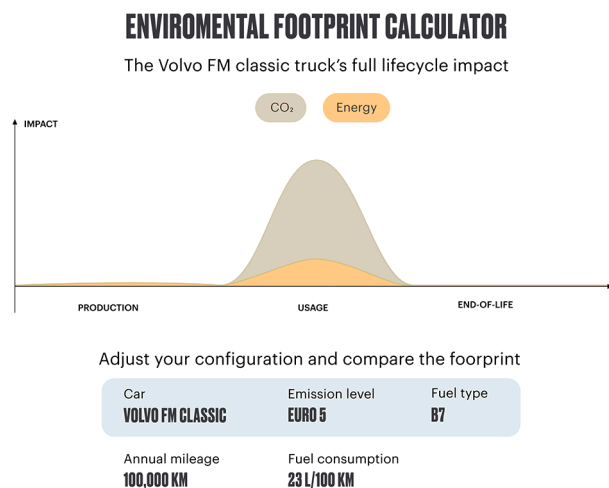 ENVIROMENTAL FOOTPRINT CALCULATOR
The Volvo FM classic truck's full lifecycle impact
CO₂ Energy
IMPACT
PRODUCTION USAGE END-OF-LIFE
Adjust your configuration and compare the foorprint
Car Emission level Fuel type
VOLVO FM CLASSIC EURO 5 B7
Annual mileage Fuel consumption
100,000 KM 23 L/100 KM